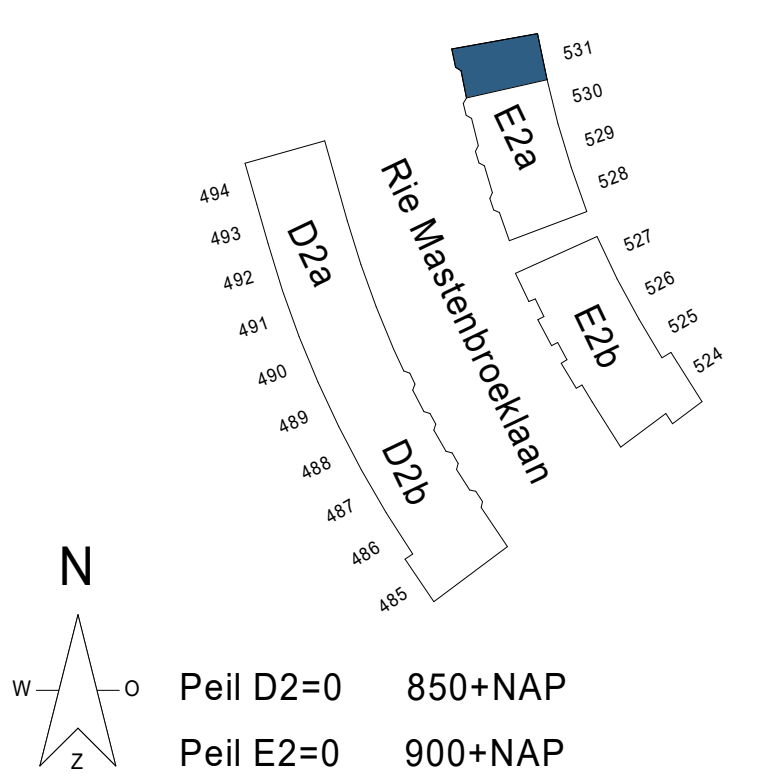 531
530
E2a
529
528
494
493
D2a
492
491
490
489
488
D2b
487
486
485
Rie Mastenbroeklaan
527
526
E2b
525
524
N
W
O
Z
Peil D2=0 850+NAP
Peil E2=0 900+NAP